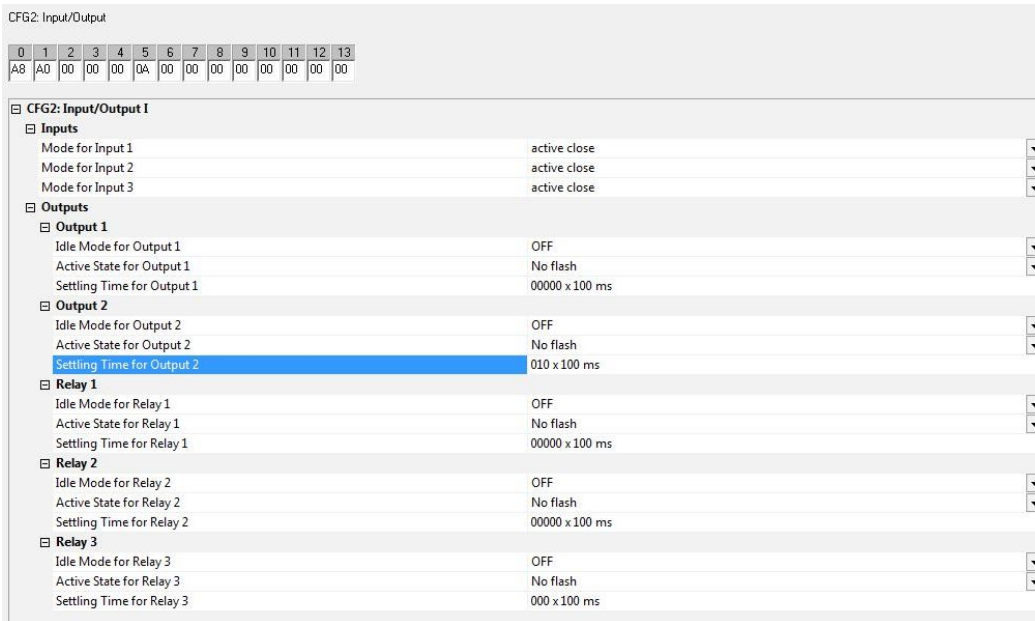 CFG2: Input/Output
0 1 2 3 4 5 6 7 8 9 10 11 12 13
A8 A0 00 00 00 0A 00 00 00 00 00 00 00 00
CFG2: Input/Output I
Inputs
Mode for Input 1 active close
Mode for Input 2 active close
Mode for Input 3 active close
Outputs
Output 1
Idle Mode for Output 1 OFF
Active State for Output 1 No flash
Settling Time for Output 1 00000 x 100 ms
Output 2
Idle Mode for Output 2 OFF
Active State for Output 2 No flash
Settling Time for Output 2 010 x 100 ms
Relay 1
Idle Mode for Relay 1 OFF
Active State for Relay 1 No flash
Settling Time for Relay 1 00000 x 100 ms
Relay 2
Idle Mode for Relay 2 OFF
Active State for Relay 2 No flash
Settling Time for Relay 2 00000 x 100 ms
Relay 3
Idle Mode for Relay 3 OFF
Active State for Relay 3 No flash
Settling Time for Relay 3 000 x 100 ms